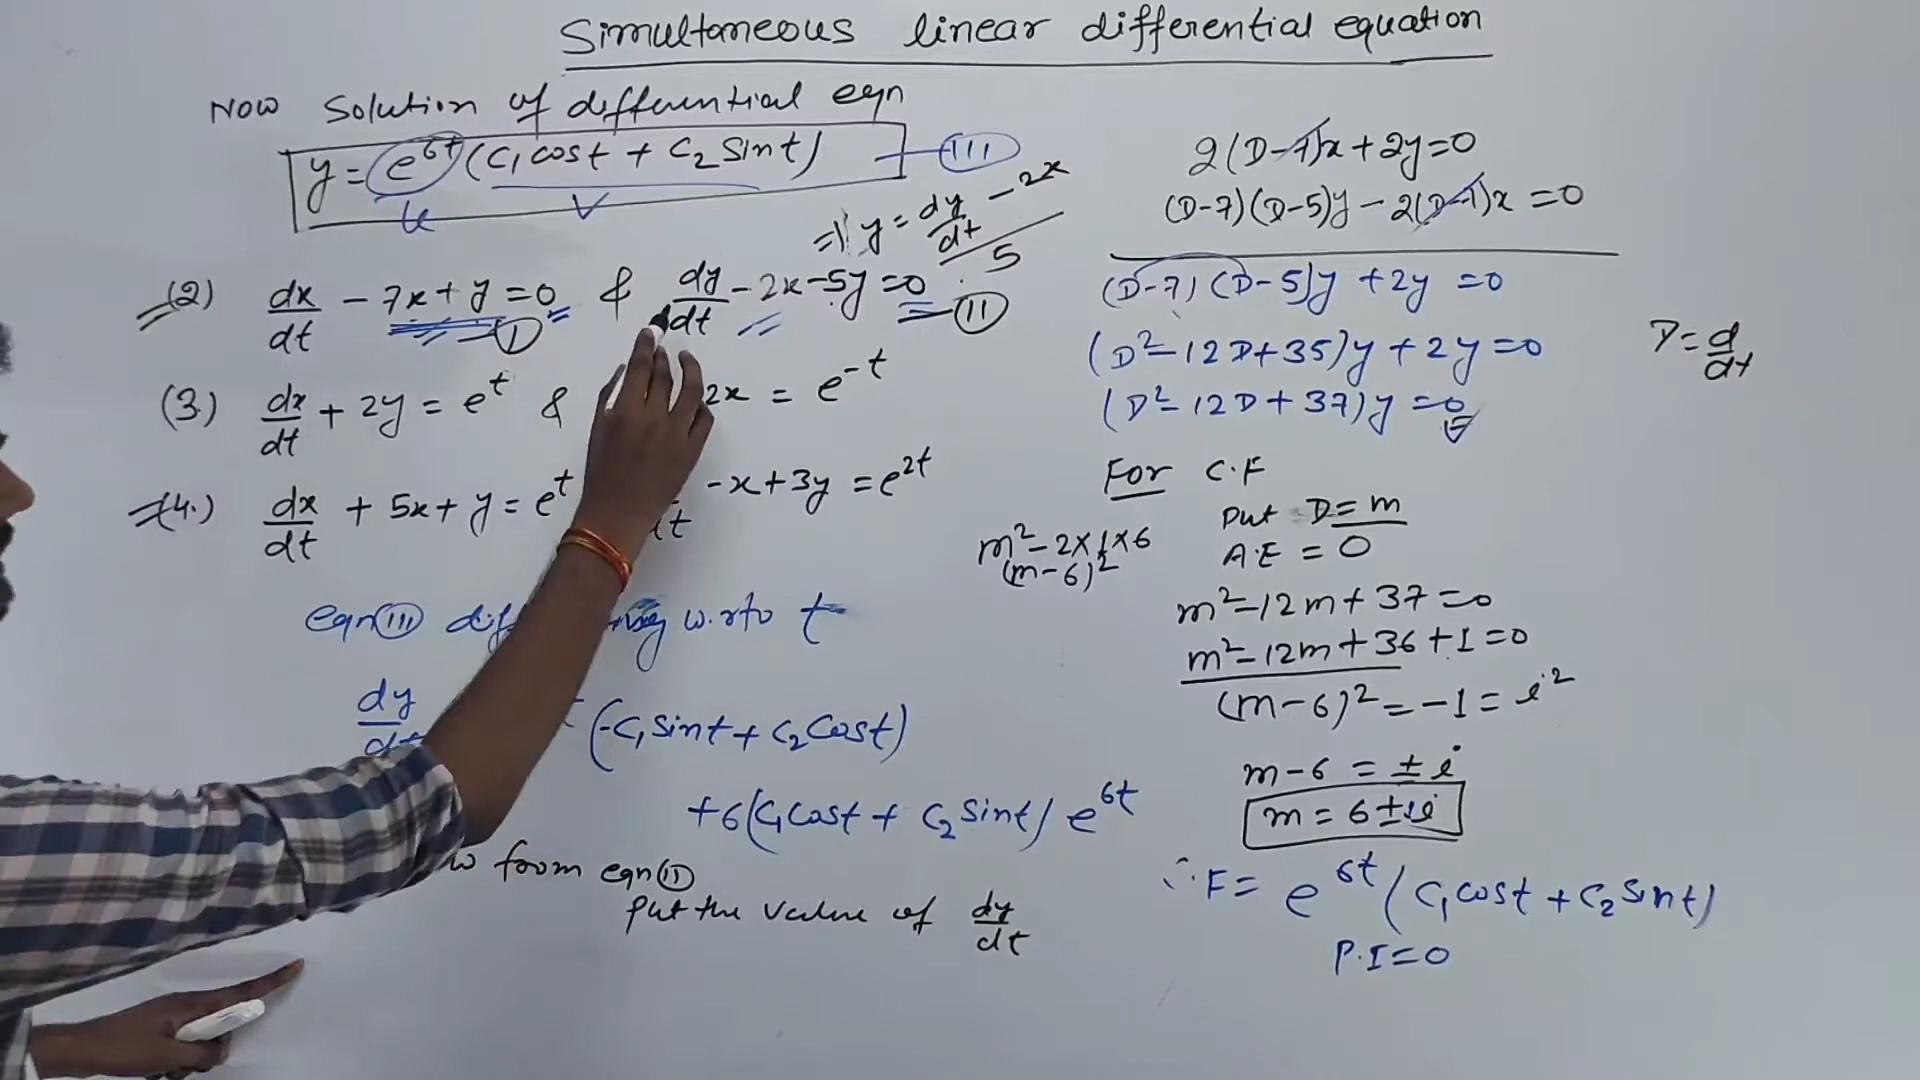 Simultaneous linear differential equation
Now Solution of differential eqn
y = e^6t (C₁ cost + C₂ Sint) — (III)
u v
⇒ y = dy/dt - 2x / 5
(2) dx/dt - 7x + y = 0 — (I) & dy/dt - 2x - 5y = 0 — (II)
(3.) dx/dt + 2y = e^t & 2x = e^-t
(4.) dx/dt + 5x + y = e^t - x + 3y = e^2t
eqn (III) w.rto t
dy/dt (-C₁ Sint + C₂ Cost)
+6(C₁ Cost + C₂ Sint) e^6t
from eqn (II)
Put the value of dy/dt
2(D-7)x + 2y = 0
(D-7)(D-5)y - 2(D-7)x = 0
(D-7)(D-5)y + 2y = 0
(D² - 12D + 35)y + 2y = 0
(D² - 12D + 37)y = 0
D = d/dt
For C.F
Put D = m
A.E = 0
m² - 2×1×6
(m-6)²
m² - 12m + 37 = 0
m² - 12m + 36 + 1 = 0
(m-6)² = -1 = i²
m-6 = ± i
m = 6 ± 1i
∴ F = e^6t (C₁ cost + C₂ Sint)
P.I = 0